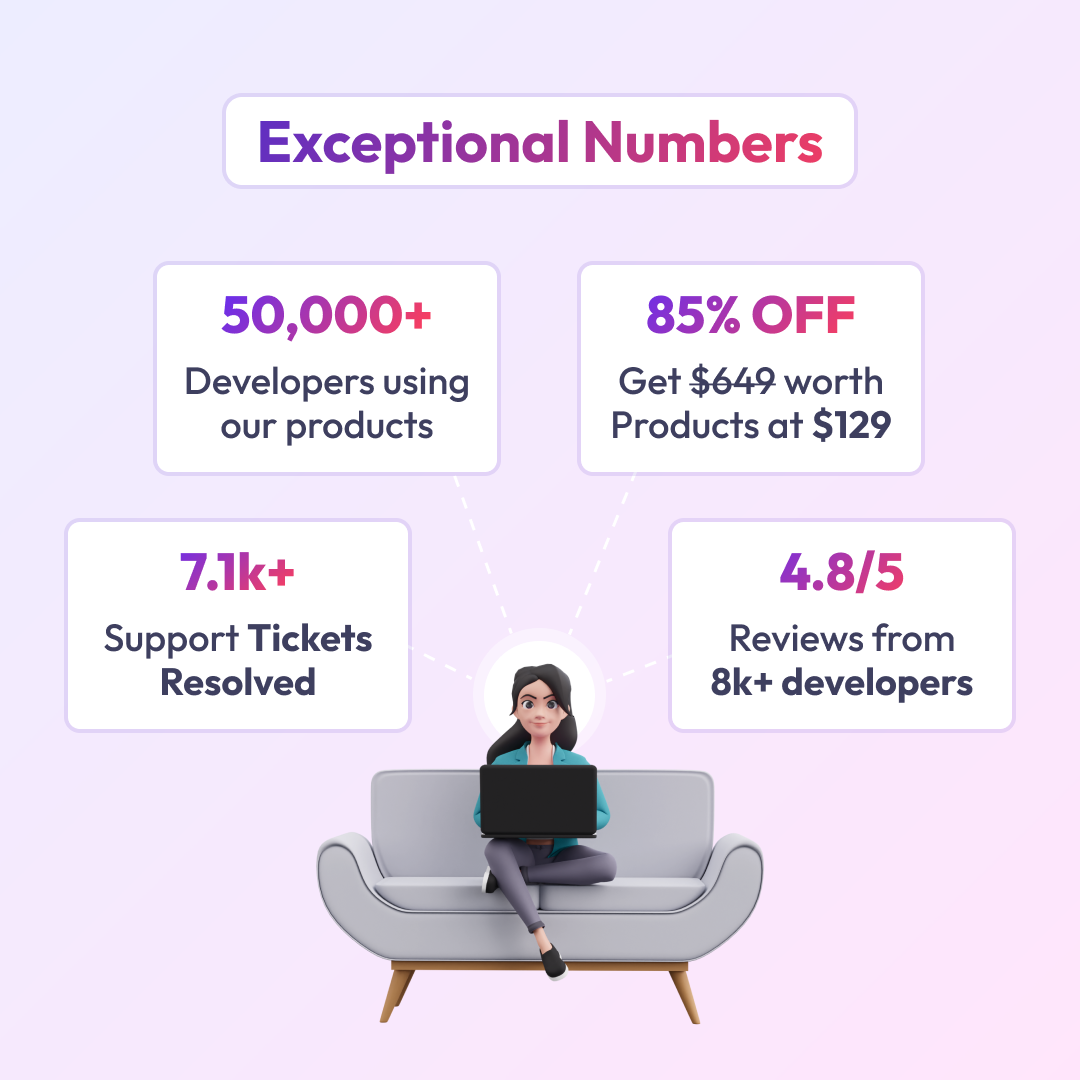 Exceptional Numbers
50,000+
Developers using
our products
85% OFF
Get $649 worth
Products at $129
7.1k+
Support Tickets
Resolved
4.8/5
Reviews from
8k+ developers